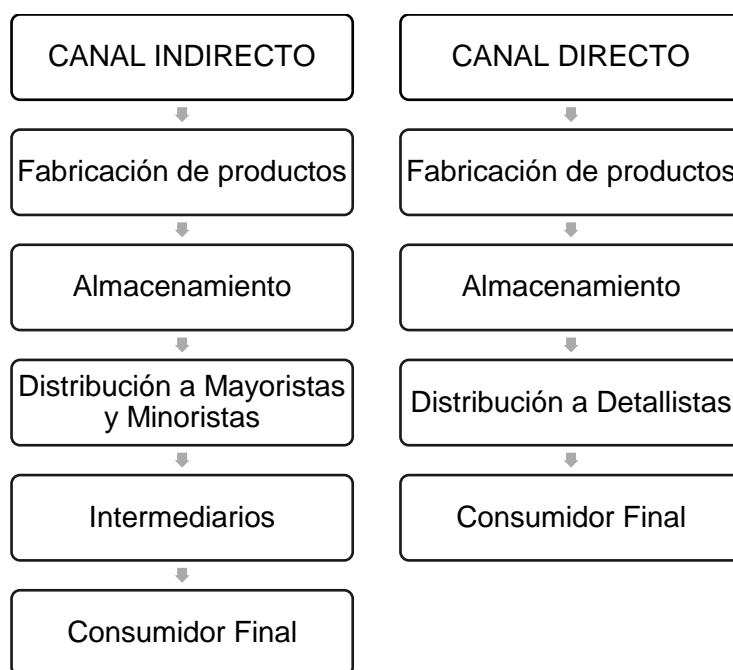 CANAL INDIRECTO
Fabricación de productos
Almacenamiento
Distribución a Mayoristas
y Minoristas
Intermediarios
Consumidor Final
CANAL DIRECTO
Fabricación de productos
Almacenamiento
Distribución a Detallistas
Consumidor Final